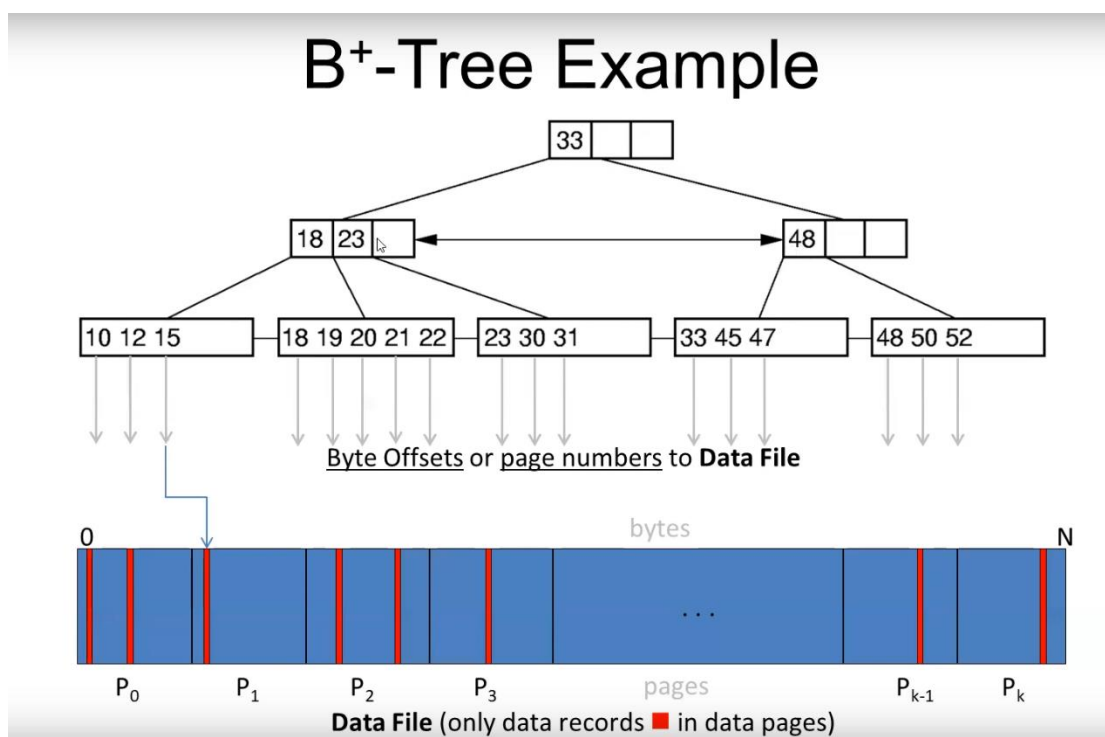 B+-Tree Example
33
18 23
48
10 12 15
18 19 20 21 22
23 30 31
33 45 47
48 50 52
Byte Offsets or page numbers to Data File
0
bytes
N
...
P0
P1
P2
P3
pages
Pk-1
Pk
Data File (only data records in data pages)